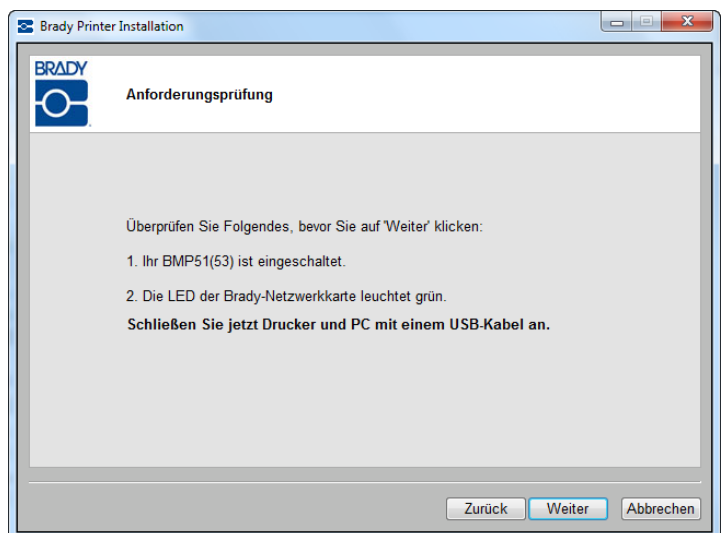 Brady Printer Installation
BRADY
Anforderungsprüfung
Überprüfen Sie Folgendes, bevor Sie auf 'Weiter' klicken:
1. Ihr BMP51(53) ist eingeschaltet.
2. Die LED der Brady-Netzwerkkarte leuchtet grün.
Schließen Sie jetzt Drucker und PC mit einem USB-Kabel an.
Zurück Weiter Abbrechen